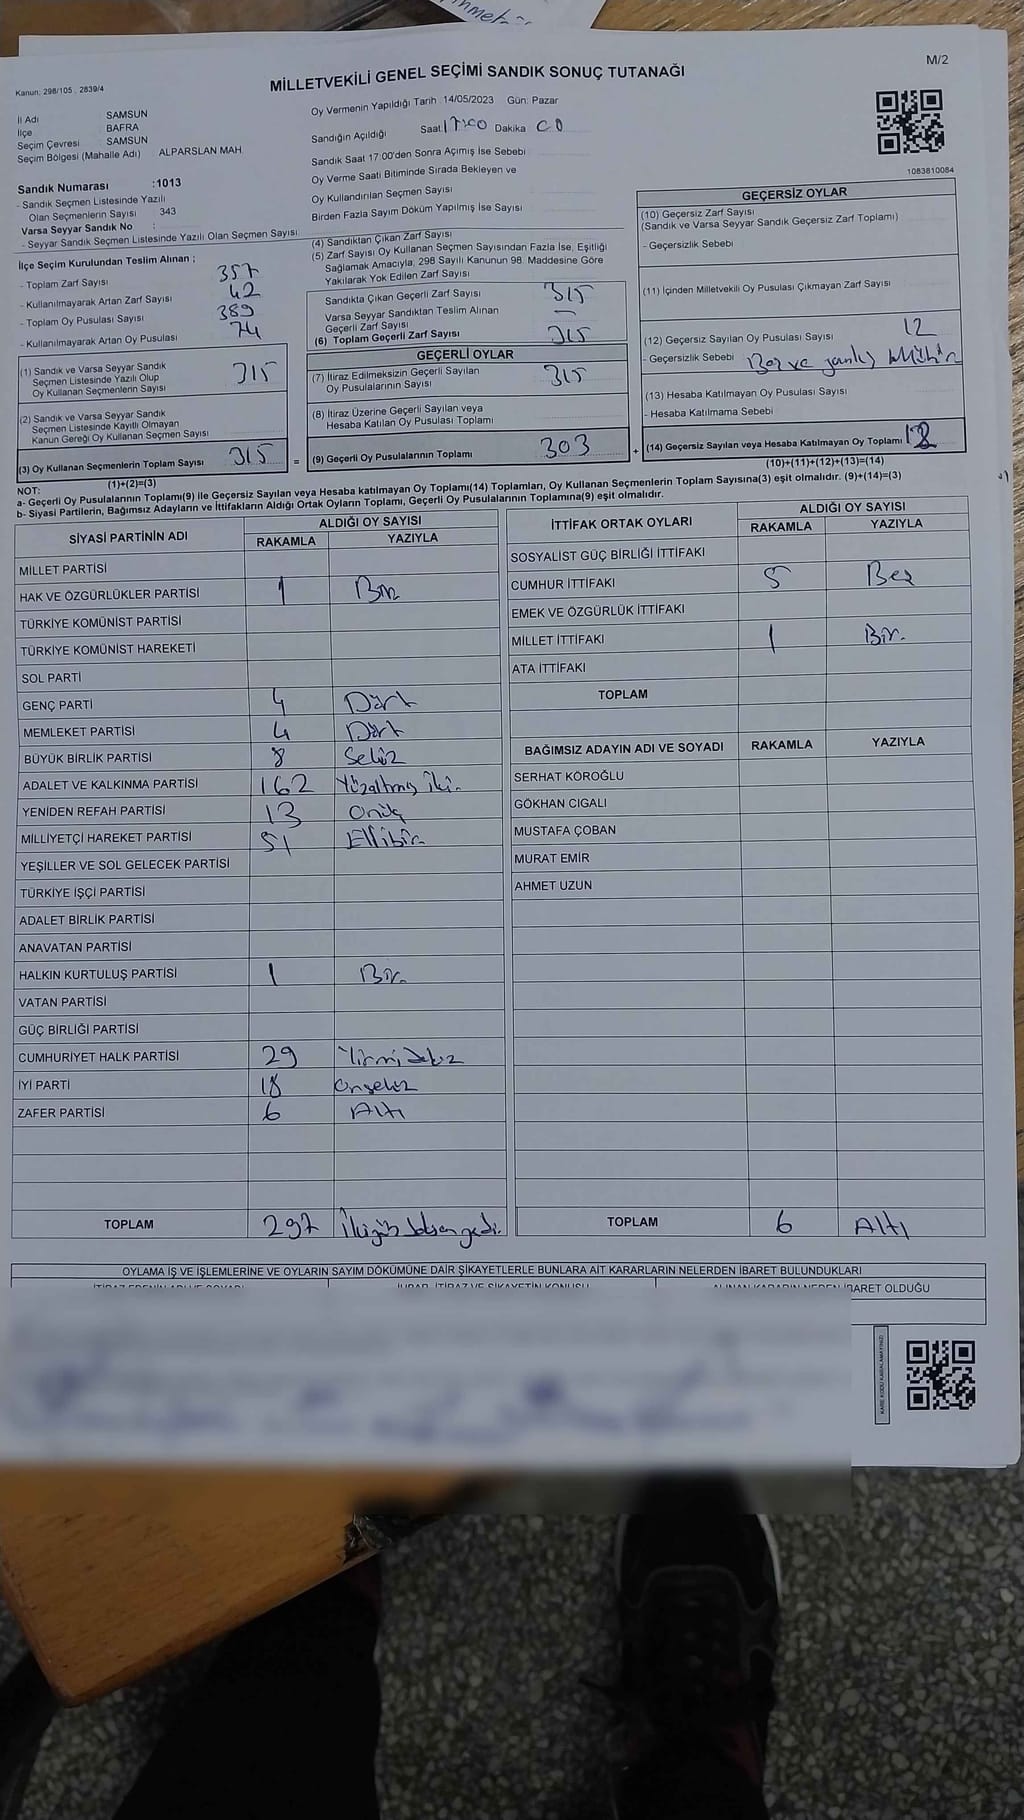 M/2
Kanun: 298/105 , 2839/4
MİLLETVEKİLİ GENEL SEÇİMİ SANDIK SONUÇ TUTANAĞI
İl Adı SAMSUN
İlçe BAFRA
Seçim Çevresi SAMSUN
Seçim Bölgesi (Mahalle Adı) ALPARSLAN MAH.
Sandık Numarası :1013
- Sandık Seçmen Listesinde Yazılı
Olan Seçmenlerin Sayısı : 343
Varsa Seyyar Sandık No :
- Seyyar Sandık Seçmen Listesinde Yazılı Olan Seçmen Sayısı
İlçe Seçim Kurulundan Teslim Alınan ;
- Toplam Zarf Sayısı 357
- Kullanılmayarak Artan Zarf Sayısı 42
- Toplam Oy Pusulası Sayısı 389
- Kullanılmayarak Artan Oy Pusulası 74
(1) Sandık ve Varsa Seyyar Sandık
Seçmen Listesinde Yazılı Olup
Oy Kullanan Seçmenlerin Sayısı 315
(2) Sandık ve Varsa Seyyar Sandık
Seçmen Listesinde Kayıtlı Olmayan
Kanun Gereği Oy Kullanan Seçmen Sayısı
(3) Oy Kullanan Seçmenlerin Toplam Sayısı 315
(1)+(2)=(3)
Oy Vermenin Yapıldığı Tarih :14/05/2023 Gün: Pazar
Sandığın Açıldığı Saat Dakika
Sandık Saat 17:00'den Sonra Açımış İse Sebebi
Oy Verme Saati Bitiminde Sırada Bekleyen ve
Oy Kullandırılan Seçmen Sayısı
Birden Fazla Sayım Döküm Yapılmış İse Sayısı
(4) Sandıktan Çıkan Zarf Sayısı
(5) Zarf Sayısı Oy Kullanan Seçmen Sayısından Fazla İse, Eşitliği
Sağlamak Amacıyla, 298 Sayılı Kanunun 98. Maddesine Göre
Yakılarak Yok Edilen Zarf Sayısı
Sandıkta Çıkan Geçerli Zarf Sayısı 315
Varsa Seyyar Sandıktan Teslim Alınan
Geçerli Zarf Sayısı –
(6) Toplam Geçerli Zarf Sayısı 315
GEÇERLİ OYLAR
(7) İtiraz Edilmeksizin Geçerli Sayılan
Oy Pusulalarının Sayısı 315
(8) İtiraz Üzerine Geçerli Sayılan veya
Hesaba Katılan Oy Pusulası Toplamı
= (9) Geçerli Oy Pusulalarının Toplamı 303 +
1083810084
GEÇERSİZ OYLAR
(10) Geçersiz Zarf Sayısı
(Sandık ve Varsa Seyyar Sandık Geçersiz Zarf Toplamı)
- Geçersizlik Sebebi
(11) İçinden Milletvekili Oy Pusulası Çıkmayan Zarf Sayısı
(12) Geçersiz Sayılan Oy Pusulası Sayısı 12
- Geçersizlik Sebebi Boş ve yanlış Mühür
(13) Hesaba Katılmayan Oy Pusulası Sayısı
- Hesaba Katılmama Sebebi
(14) Geçersiz Sayılan veya Hesaba Katılmayan Oy Toplamı 12
(10)+(11)+(12)+(13)=(14)
NOT:
a- Geçerli Oy Pusulalarının Toplamı(9) ile Geçersiz Sayılan veya Hesaba katılmayan Oy Toplamı(14) Toplamları, Oy Kullanan Seçmenlerin Toplam Sayısına(3) eşit olmalıdır. (9)+(14)=(3)
b- Siyasi Partilerin, Bağımsız Adayların ve İttifakların Aldığı Ortak Oyların Toplamı, Geçerli Oy Pusulalarının Toplamına(9) eşit olmalıdır.
SİYASİ PARTİNİN ADI ALDIĞI OY SAYISI
RAKAMLA YAZIYLA
MİLLET PARTİSİ
HAK VE ÖZGÜRLÜKLER PARTİSİ 1 Bir
TÜRKİYE KOMÜNİST PARTİSİ
TÜRKİYE KOMÜNİST HAREKETİ
SOL PARTİ
GENÇ PARTİ 4 Dört
MEMLEKET PARTİSİ 4 Dört
BÜYÜK BİRLİK PARTİSİ 8 Sekiz
ADALET VE KALKINMA PARTİSİ 162 Yüzaltmış iki
YENİDEN REFAH PARTİSİ 13 Onüç
MİLLİYETÇİ HAREKET PARTİSİ 51 Ellibir
YEŞİLLER VE SOL GELECEK PARTİSİ
TÜRKİYE İŞÇİ PARTİSİ
ADALET BİRLİK PARTİSİ
ANAVATAN PARTİSİ
HALKIN KURTULUŞ PARTİSİ 1 Bir
VATAN PARTİSİ
GÜÇ BİRLİĞİ PARTİSİ
CUMHURİYET HALK PARTİSİ 29 Yirmi
İYİ PARTİ 18 Onsekiz
ZAFER PARTİSİ 6 Altı
TOPLAM 297
İTTİFAK ORTAK OYLARI ALDIĞI OY SAYISI
RAKAMLA YAZIYLA
SOSYALİST GÜÇ BİRLİĞİ İTTİFAKI
CUMHUR İTTİFAKI 5 Beş
EMEK VE ÖZGÜRLÜK İTTİFAKI
MİLLET İTTİFAKI 1 Bir
ATA İTTİFAKI
TOPLAM
BAĞIMSIZ ADAYIN ADI VE SOYADI RAKAMLA YAZIYLA
SERHAT KÖROĞLU
GÖKHAN CIGALI
MUSTAFA ÇOBAN
MURAT EMİR
AHMET UZUN
TOPLAM 6 Altı
OYLAMA İŞ VE İŞLEMLERİNE VE OYLARIN SAYIM DÖKÜMÜNE DAİR ŞİKAYETLERLE BUNLARA AİT KARARLARIN NELERDEN İBARET BULUNDUKLARI
İTİRAZ EDENİN ADI VE SOYADI İHBAR, İTİRAZ VE ŞİKAYETİN KONUSU ALINAN KARARIN NEDEN İBARET OLDUĞU